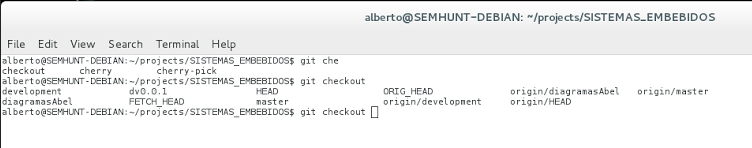 alberto@SEMHUNT-DEBIAN: ~/projects/SISTEMAS_EMBEBIDOS
File Edit View Search Terminal Help
alberto@SEMHUNT-DEBIAN:~/projects/SISTEMAS_EMBEBIDOS$ git che
checkout cherry cherry-pick
alberto@SEMHUNT-DEBIAN:~/projects/SISTEMAS_EMBEBIDOS$ git checkout
development dv0.0.1 HEAD ORIG_HEAD origin/diagramasAbel origin/master
diagramasAbel FETCH_HEAD master origin/development origin/HEAD
alberto@SEMHUNT-DEBIAN:~/projects/SISTEMAS_EMBEBIDOS$ git checkout